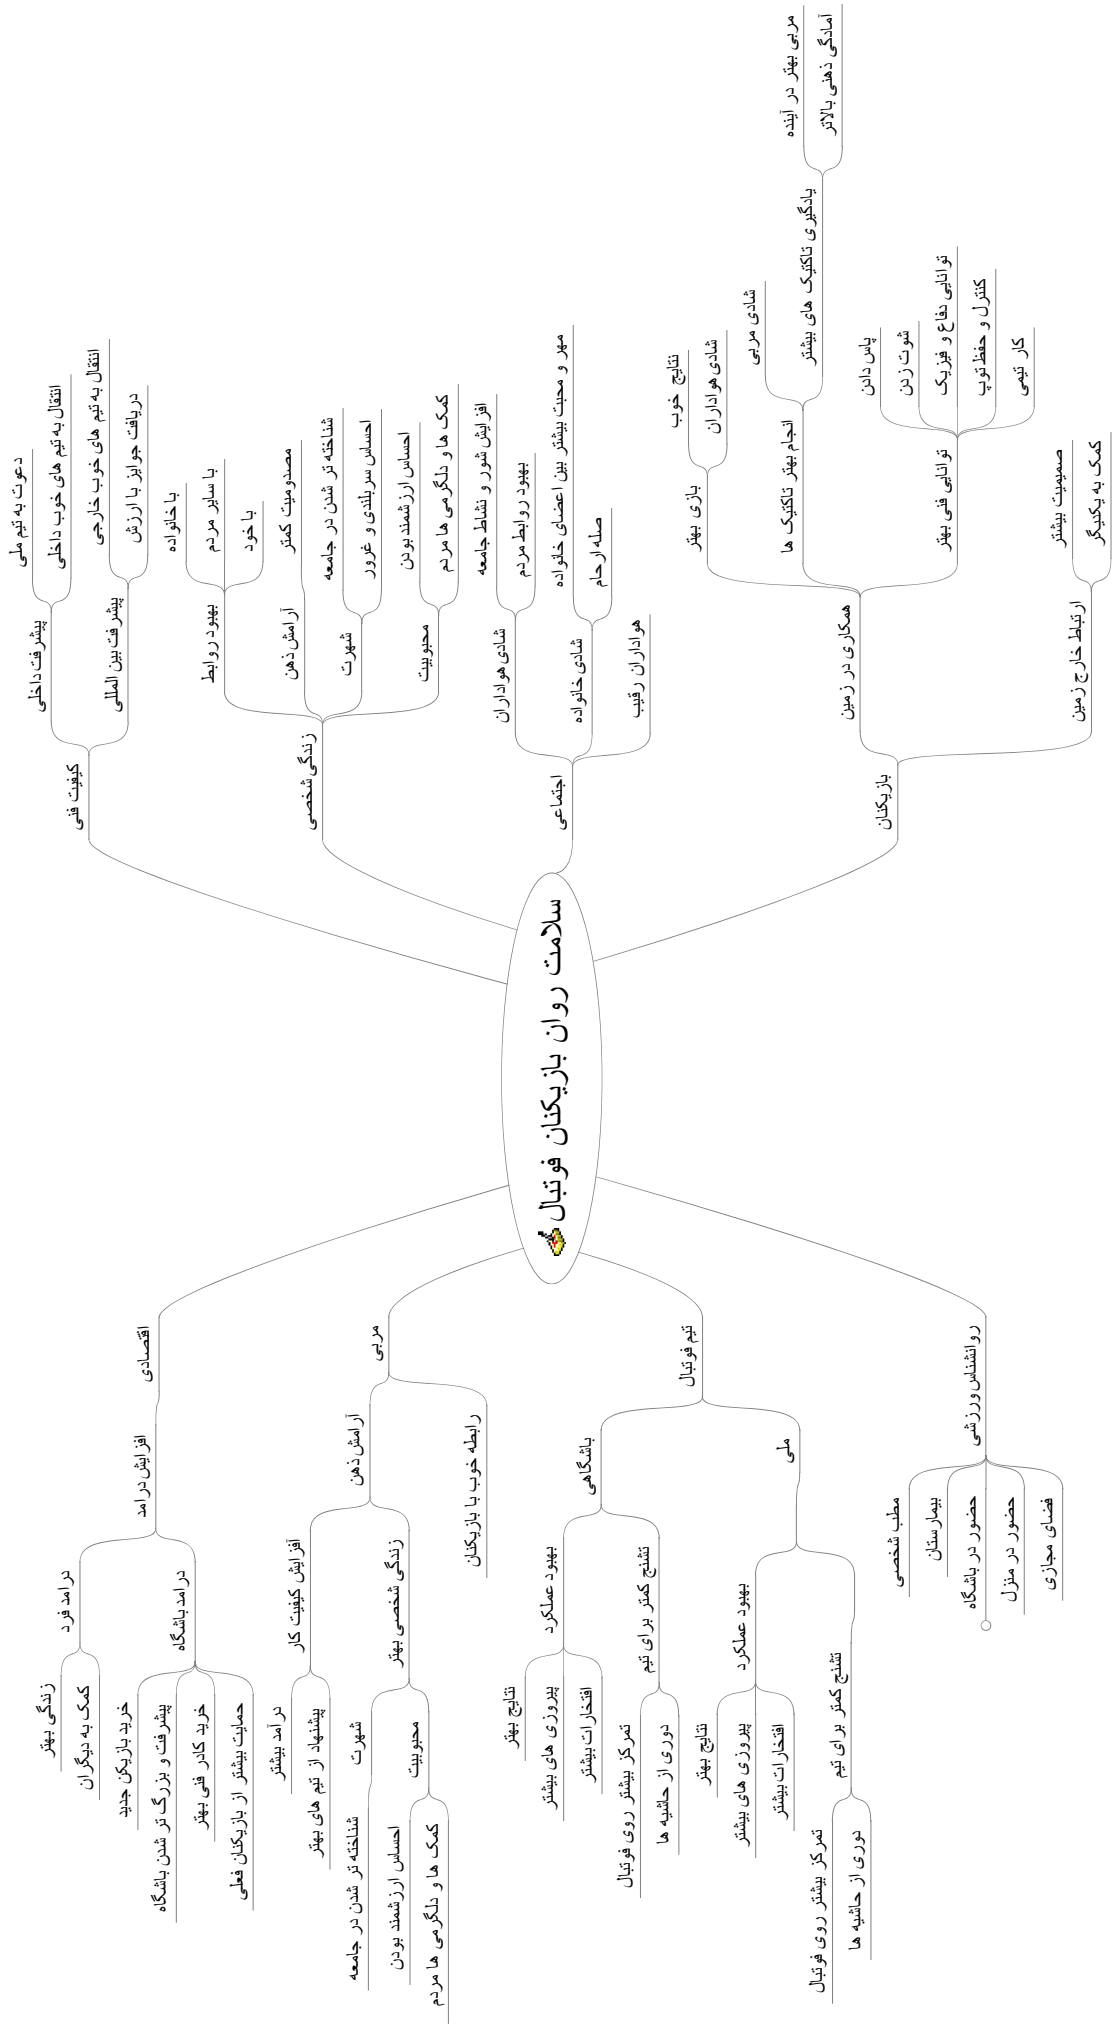 سلامت روان بازیکنان فوتبال
کیفیت فنی
پیشرفت داخلی
دعوت به تیم ملی
انتقال به تیم های خوب داخلی
پیشرفت بین المللی
انتقال به تیم های خوب خارجی
دریافت جوایز با ارزش
زندگی شخصی
بهبود روابط
با خانواده
با سایر مردم
با خود
آرامش ذهن
مصدومیت کمتر
شهرت
شناخته تر شدن در جامعه
احساس سربلندی و غرور
محبوبیت
احساس ارزشمند بودن
کمک ها و دلگرمی ها مردم
اجتماعی
شادی هواداران
افزایش شور و نشاط جامعه
بهبود روابط مردم
شادی خانواده
مهر و محبت بیشتر بین اعضای خانواده
صله ارحام
هواداران رقیب
بازیکنان
همکاری در زمین
بازی بهتر
نتایج خوب
شادی هواداران
انجام بهتر تاکتیک ها
شادی مربی
یادگیری تاکتیک های بیشتر
مربی بهتر در آینده
آمادگی ذهنی بالاتر
توانایی فنی بهتر
پاس دادن
شوت زدن
توانایی دفاع و فیزیک
کنترل و حفظ توپ
کار تیمی
ارتباط خارج زمین
صمیمیت بیشتر
کمک به یکدیگر
اقتصادی
افزایش درامد
درامد فرد
زندگی بهتر
کمک به دیگران
درامد باشگاه
خرید بازیکن جدید
پیشرفت و بزرگ تر شدن باشگاه
خرید کادر فنی بهتر
حمایت بیشتر از بازیکنان فعلی
مربی
آرامش ذهن
افزایش کیفیت کار
در آمد بیشتر
پیشنهاد از تیم های بهتر
زندگی شخصی بهتر
شهرت
شناخته تر شدن در جامعه
محبوبیت
احساس ارزشمند بودن
کمک ها و دلگرمی ها مردم
رابطه خوب با بازیکنان
تیم فوتبال
باشگاهی
بهبود عملکرد
نتایج بهتر
پیروزی های بیشتر
افتخارات بیشتر
تشنج کمتر برای تیم
تمرکز بیشتر روی فوتبال
دوری از حاشیه ها
ملی
بهبود عملکرد
نتایج بهتر
پیروزی های بیشتر
افتخارات بیشتر
تشنج کمتر برای تیم
تمرکز بیشتر روی فوتبال
دوری از حاشیه ها
روانشناس ورزشی
مطب شخصی
بیمارستان
حضور در باشگاه
حضور در منزل
فضای مجازی